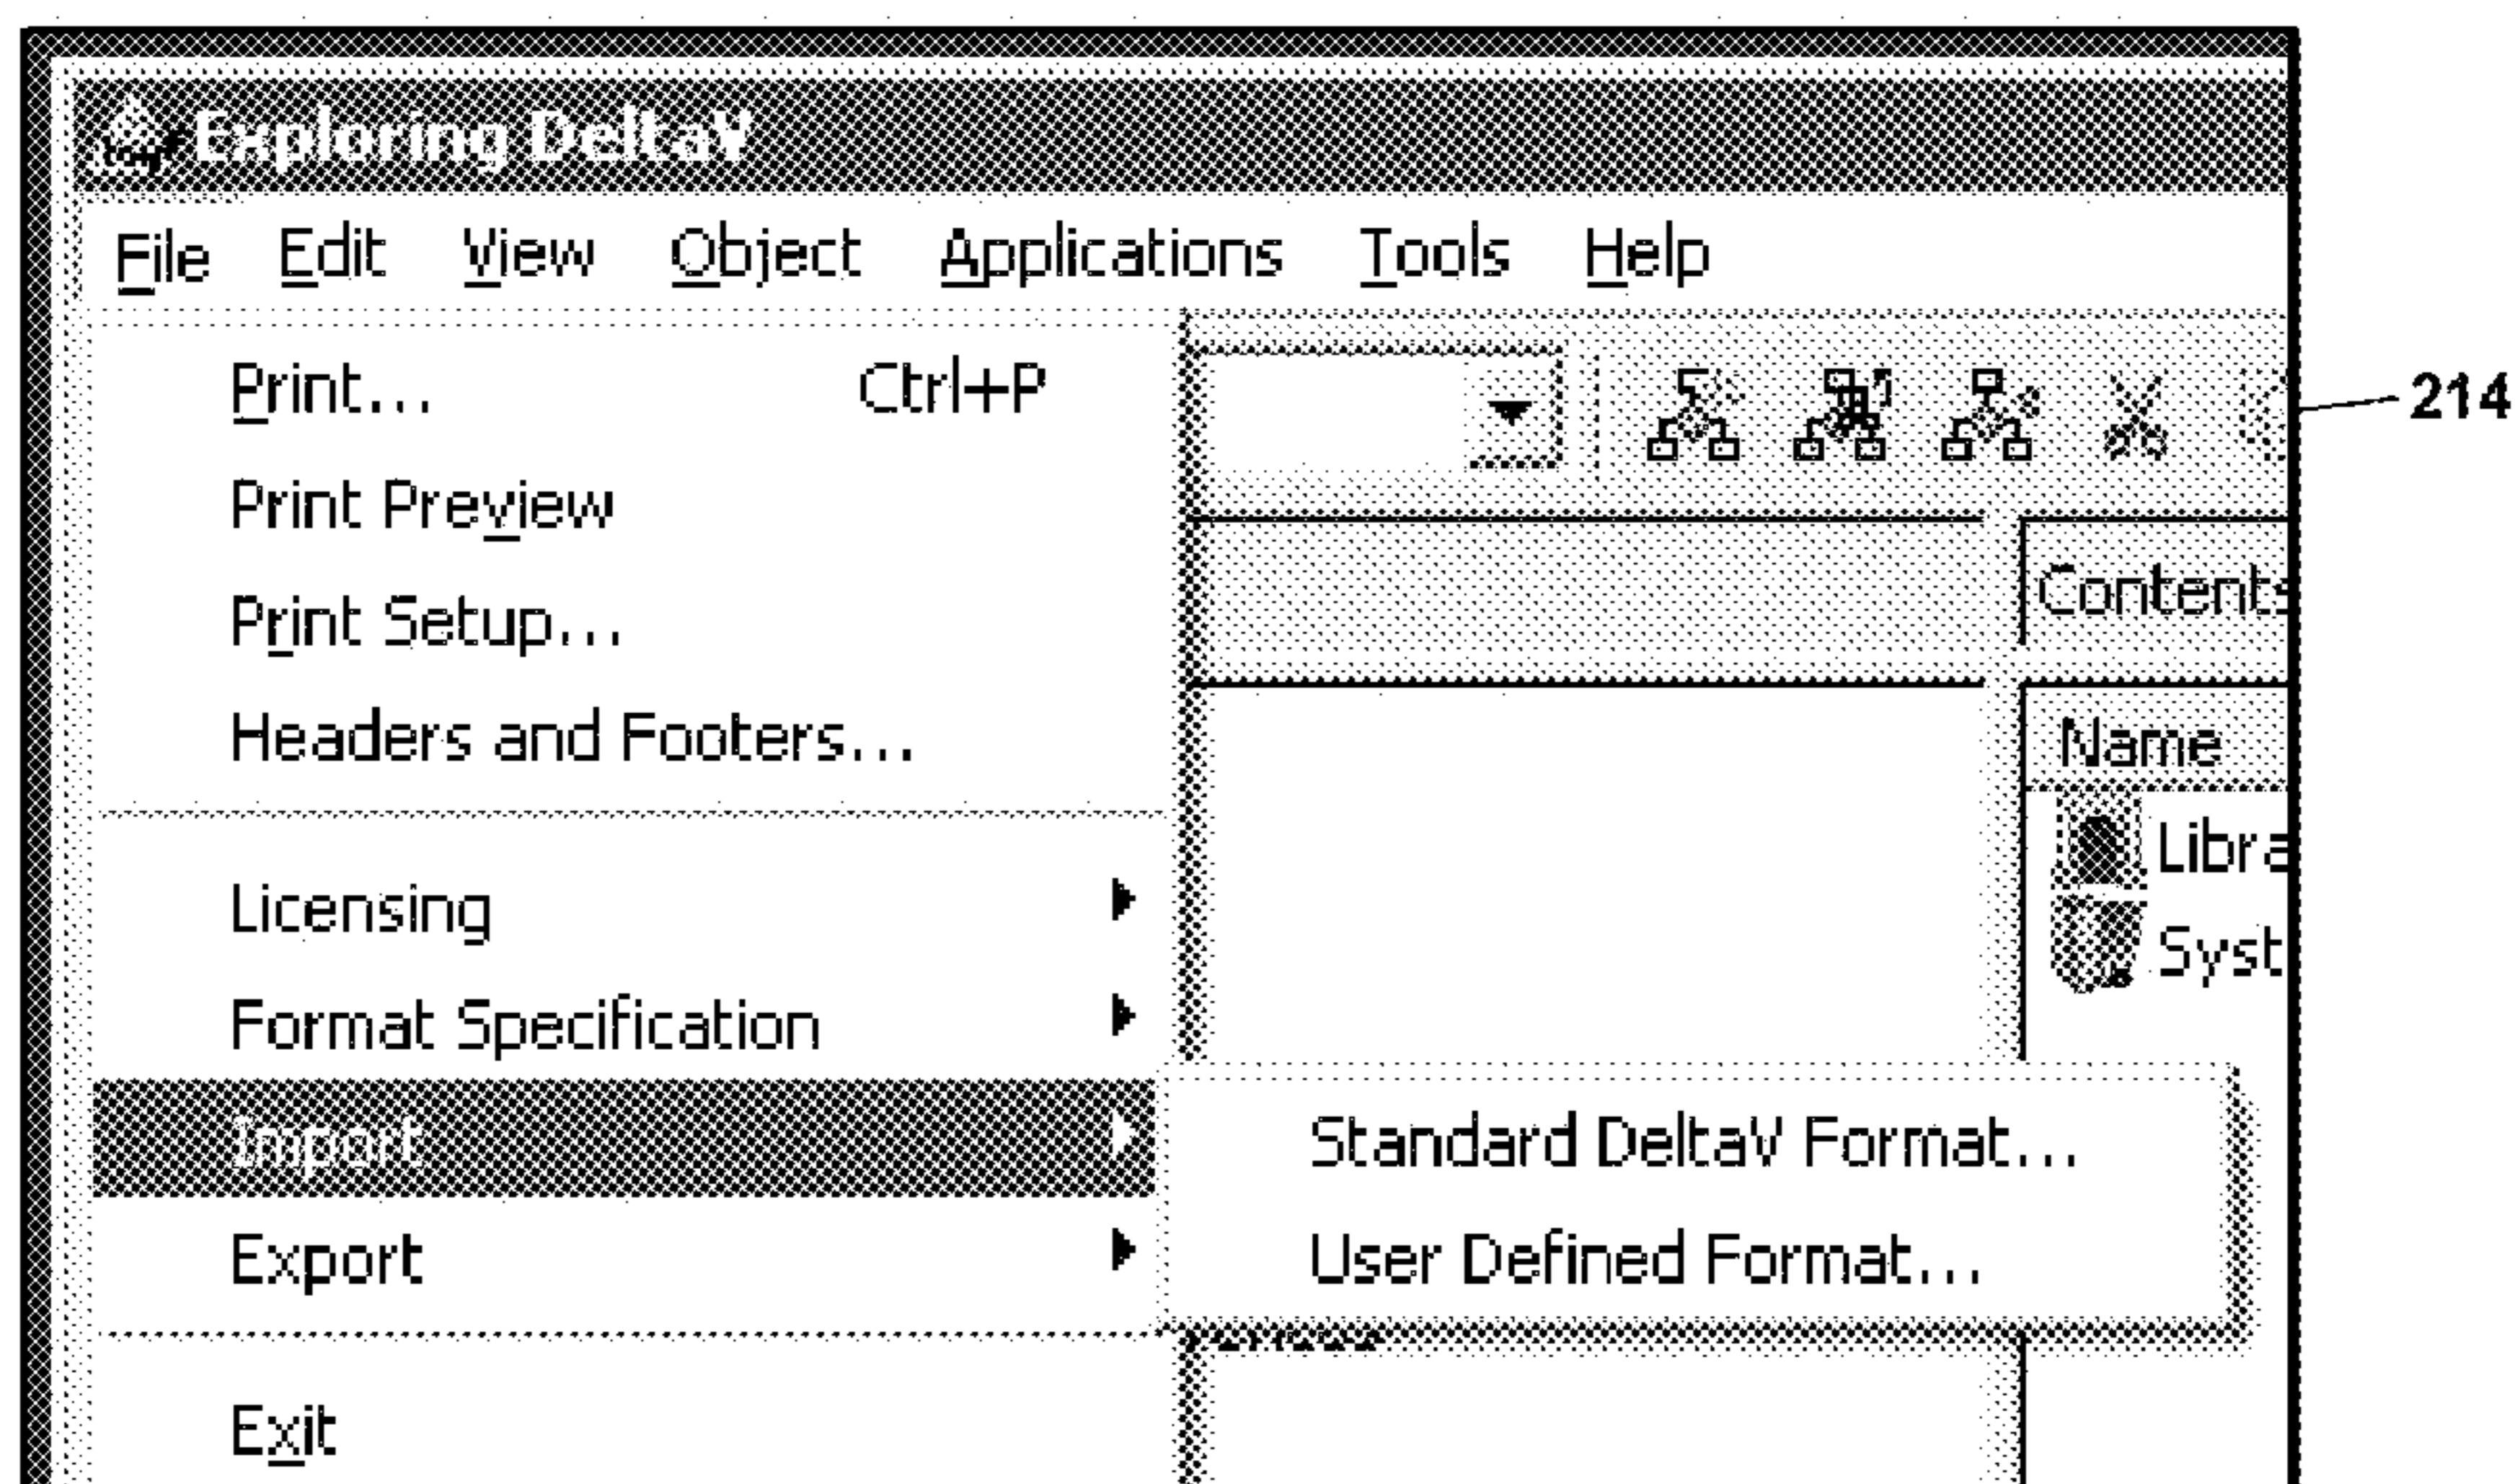 Exploring DeltaV
File Edit View Object Applications Tools Help
Print... Ctrl+P
214
Print Preview
Print Setup...
Contents
Headers and Footers...
Name
Libra
Licensing
Syst
Format Specification
Import
Standard DeltaV Format...
Export
User Defined Format...
Exit